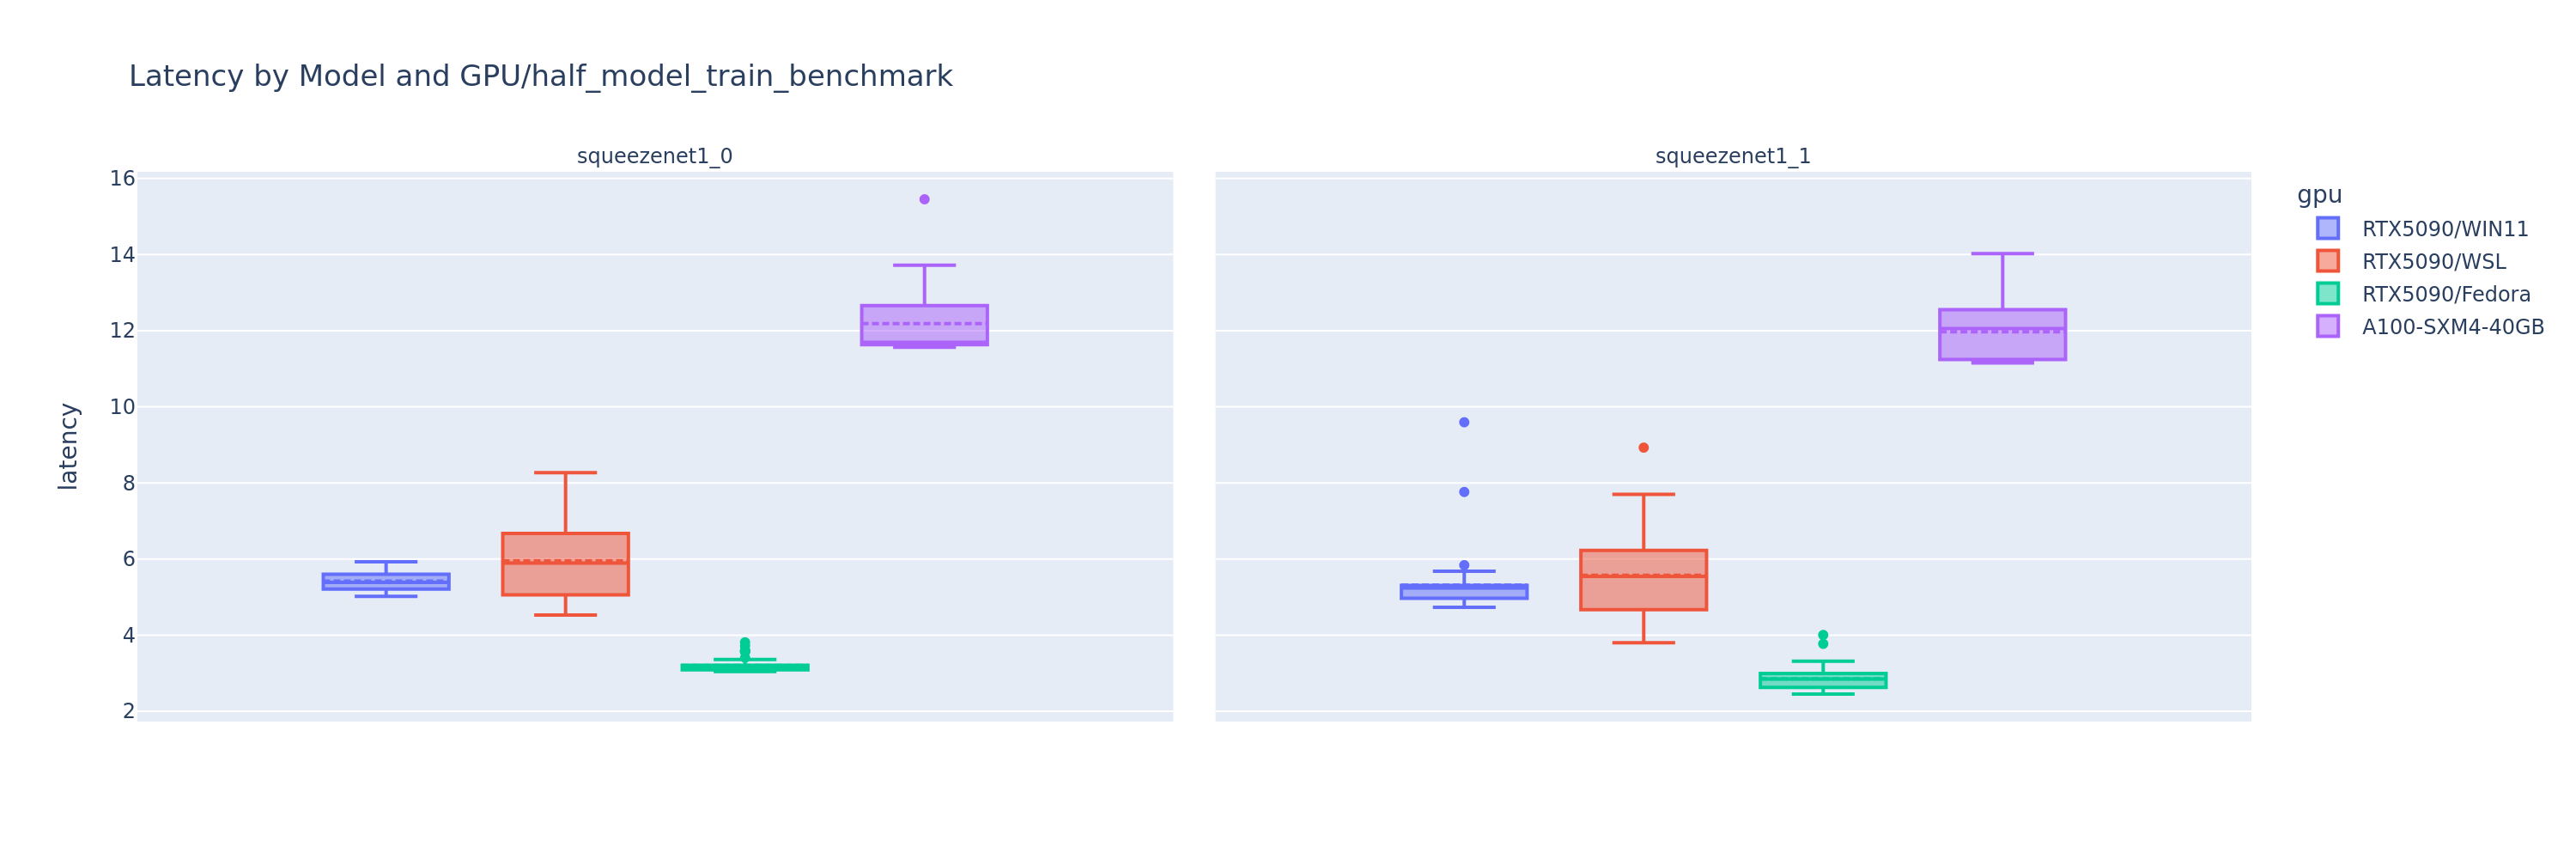 Latency by Model and GPU/half_model_train_benchmark
squeezenet1_0
squeezenet1_1
16
14
12
10
8
6
4
2
latency
gpu
RTX5090/WIN11
RTX5090/WSL
RTX5090/Fedora
A100-SXM4-40GB